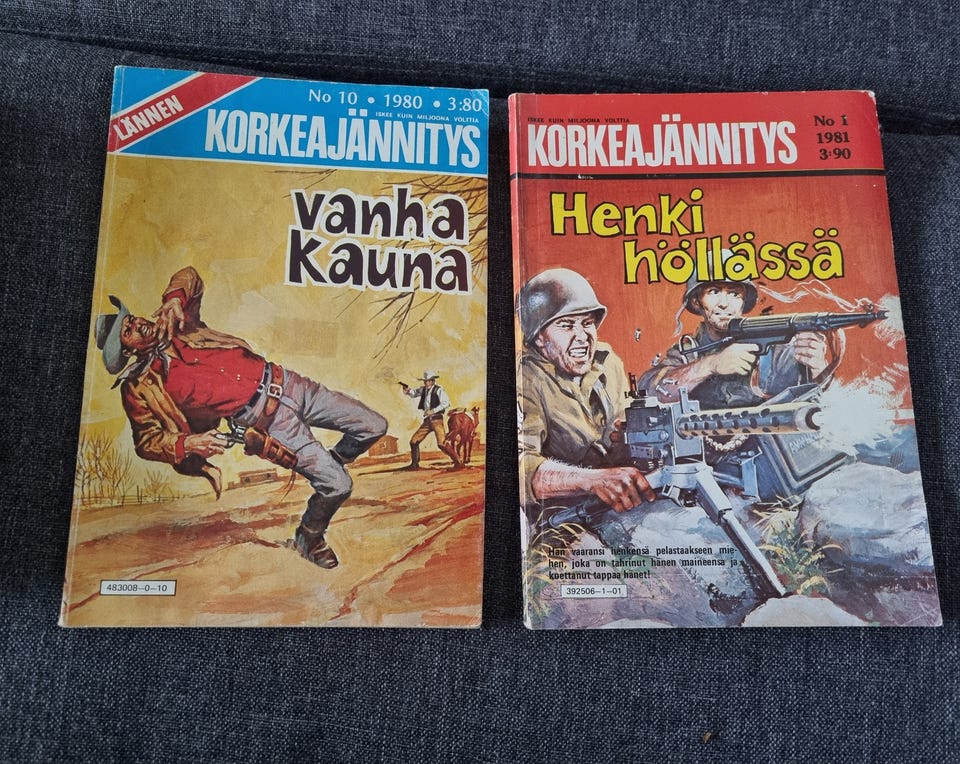 LÄNNEN
No 10 • 1980 • 3:80
ISKEE KUIN MILJOONA VOLTTIA
KORKEAJÄNNITYS
vanha
Kauna
483008-0-10
ISKEE KUIN MILJOONA VOLTTIA
KORKEAJÄNNITYS
No 1
1981
3:90
Henki
höllässä
Hän vaaransi henkensä pelastaakseen mie-
hen, joka on tahrinut hänen maineensa ja
koettanut tappaa hänet!
392506-1-01